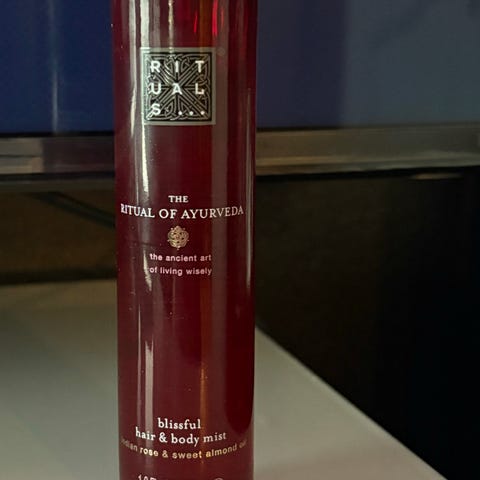 RIT
UAL
S...
THE
RITUAL OF AYURVEDA
the ancient art
of living wisely
blissful
hair & body mist
indian rose & sweet almond oil